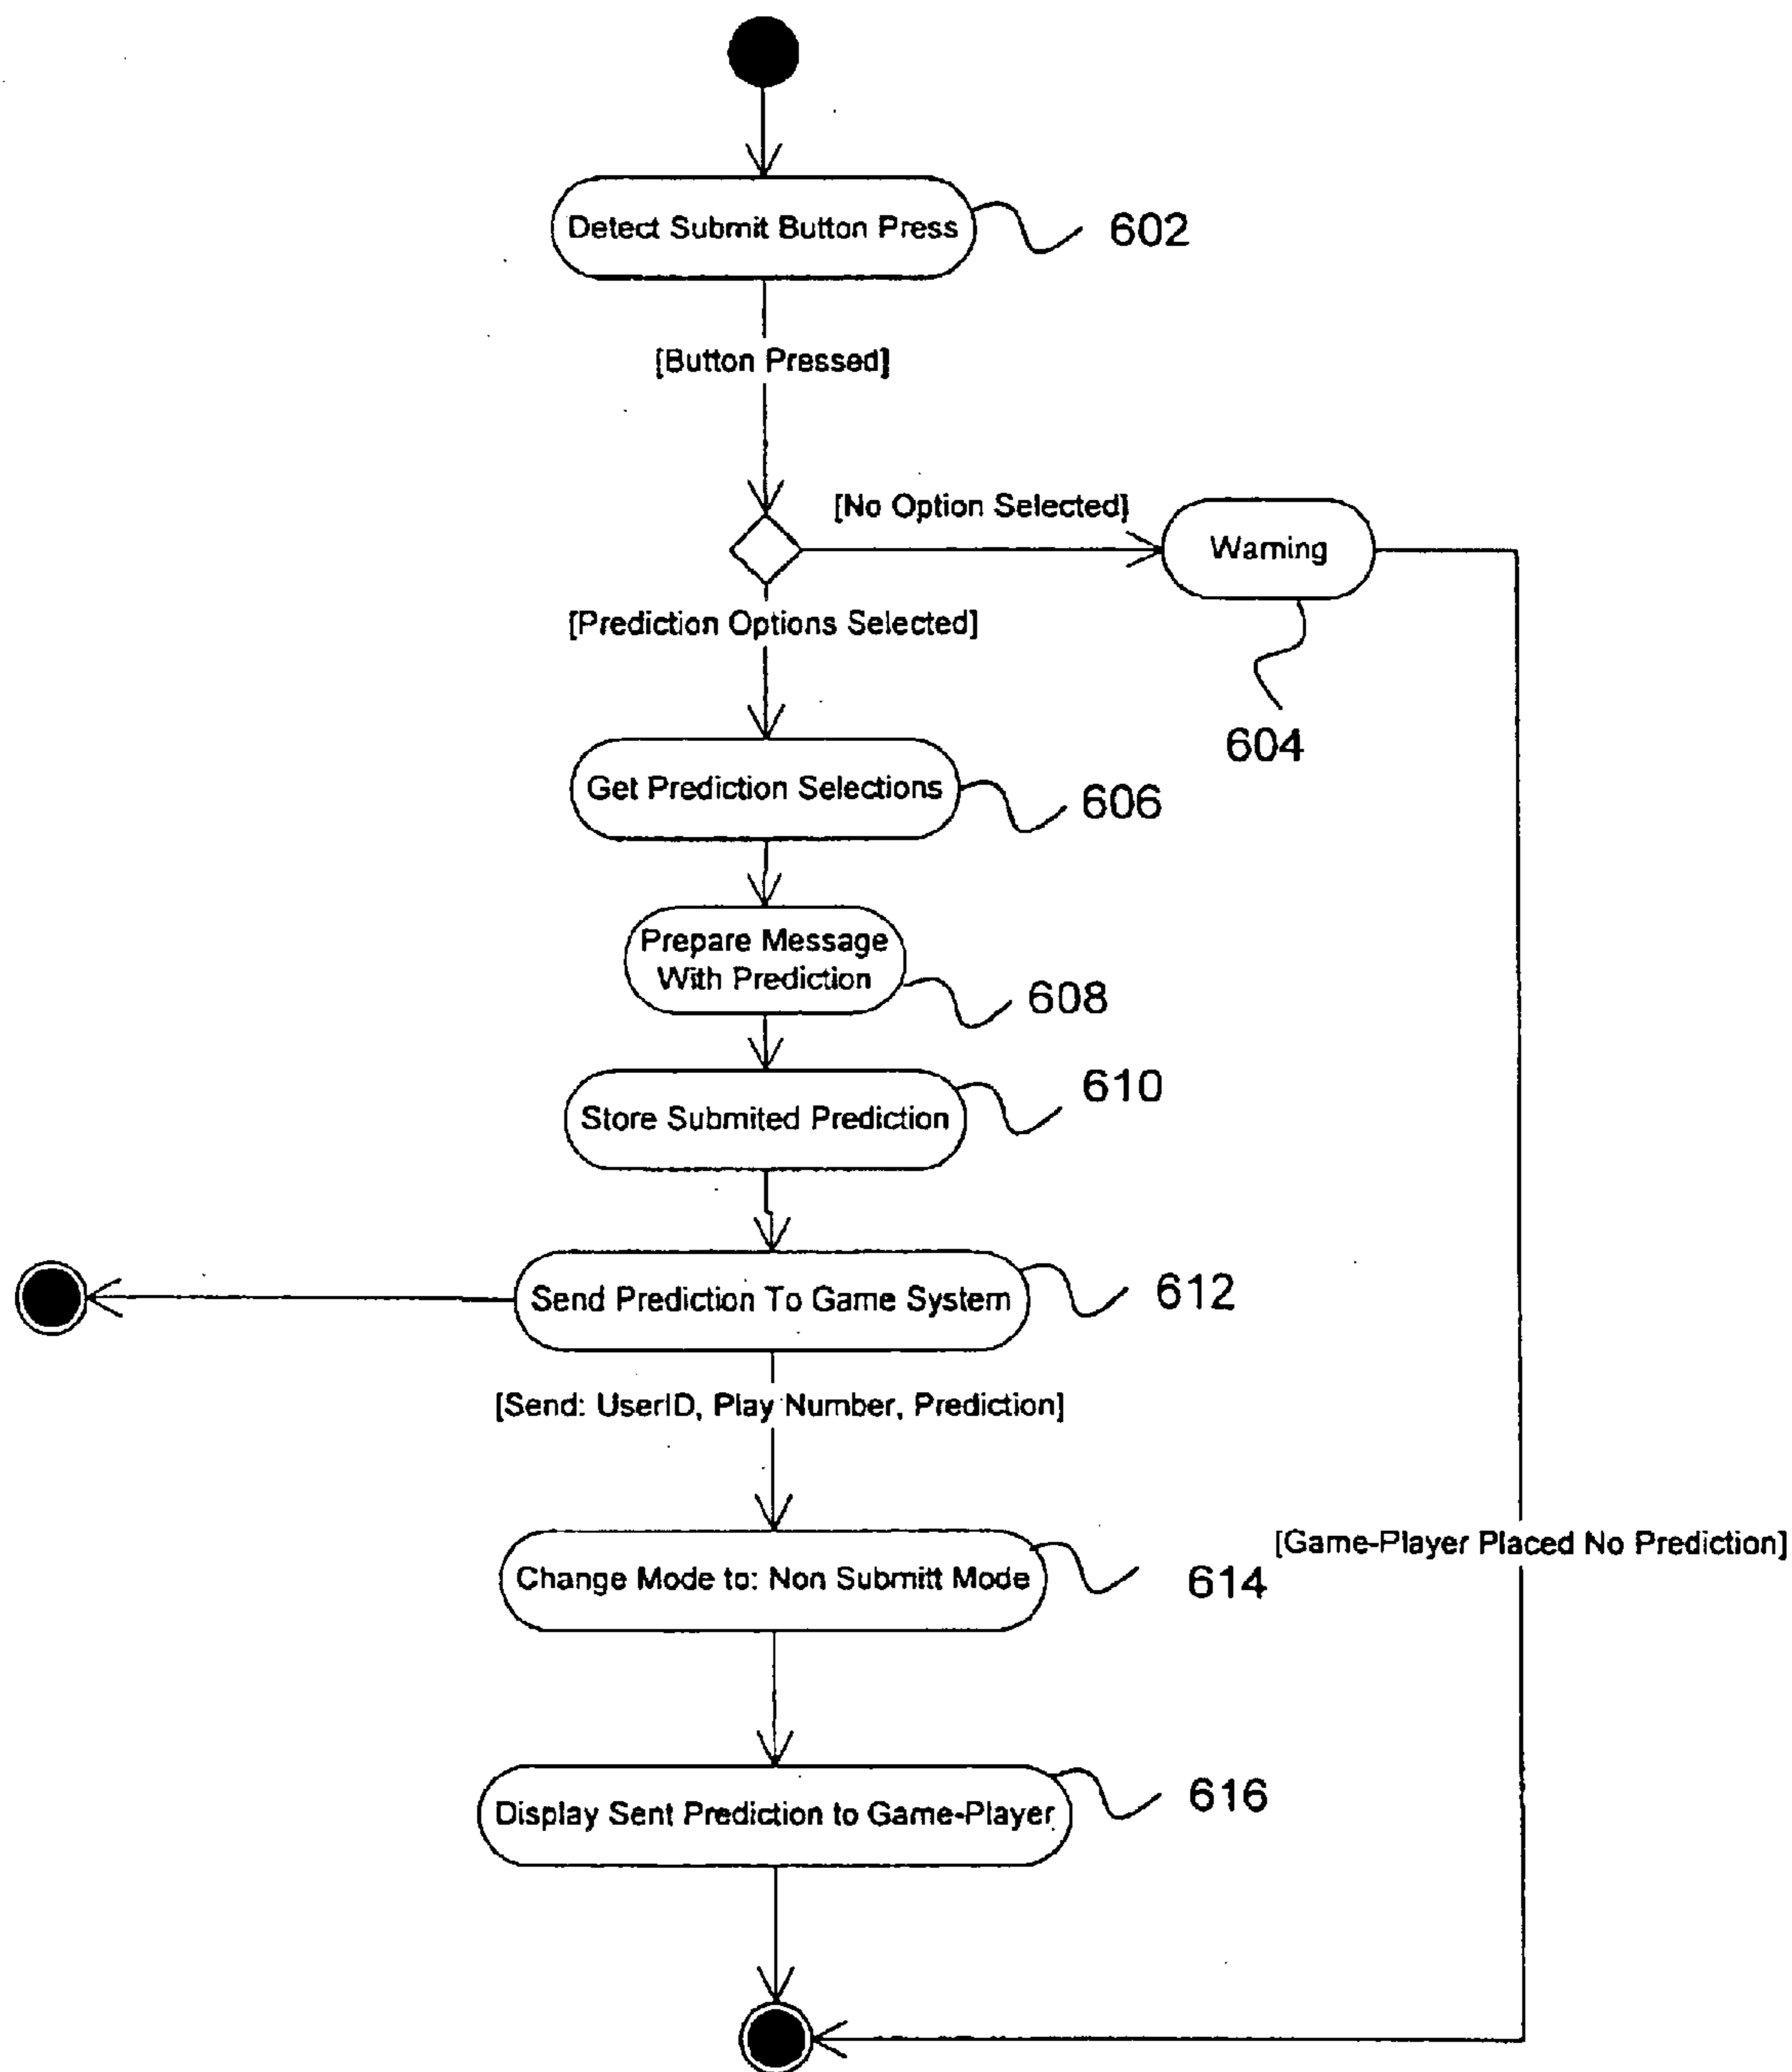 Detect Submit Button Press
602
[Button Pressed]
[No Option Selected]
Warning
[Prediction Options Selected]
604
Get Prediction Selections
606
Prepare Message
With Prediction
608
610
Store Submited Prediction
Send Prediction To Game System
612
[Send: UserID, Play Number, Prediction]
[Game-Player Placed No Prediction]
Change Mode to: Non Submitt Mode
614
Display Sent Prediction to Game-Player
616